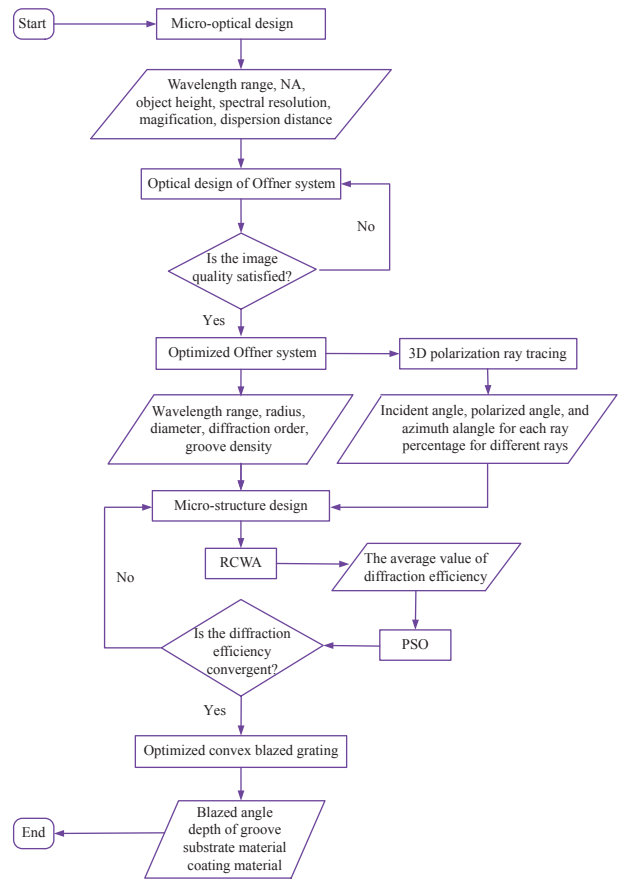 Start
Micro-optical design
Wavelength range, NA,
object height, spectral resolution,
magification, dispersion distance
Optical design of Offner system
No
Is the image
quality satisfied?
Yes
Optimized Offner system
3D polarization ray tracing
Wavelength range, radius,
diameter, diffraction order,
groove density
Incident angle, polarized angle, and
azimuth alangle for each ray
percentage for different rays
Micro-structure design
RCWA
The average value of
diffraction efficiency
No
Is the diffraction
efficiency
convergent?
PSO
Yes
Optimized convex blazed grating
Blazed angle
depth of groove
substrate material
coating material
End